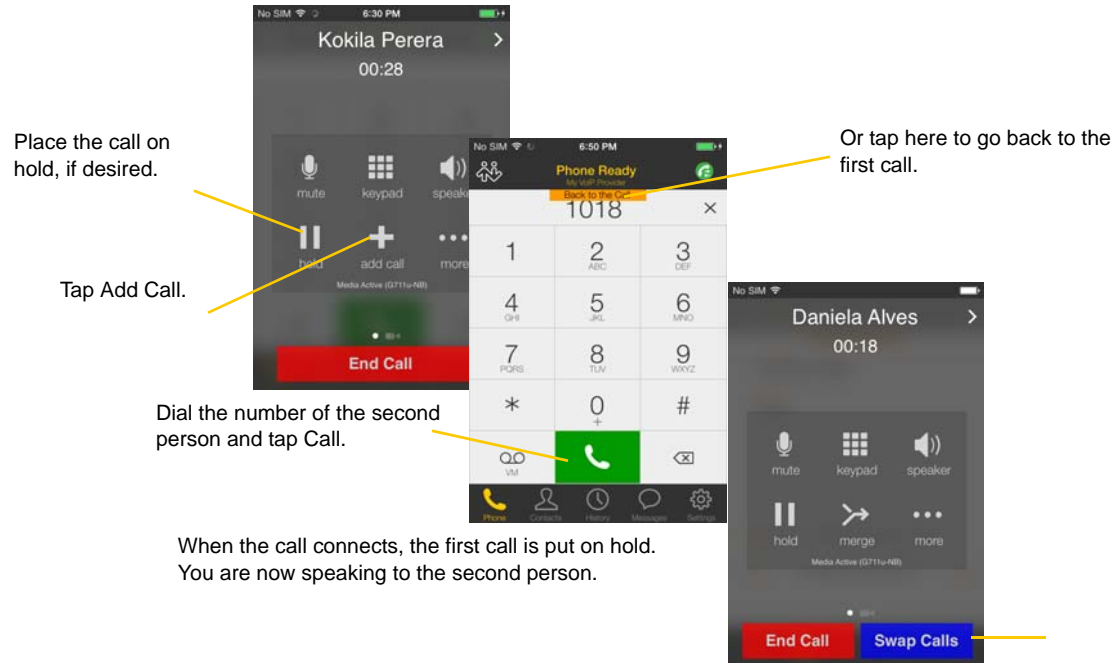 No SIM 6:30 PM
Kokila Perera
00:28
Place the call on
hold, if desired.
mute keypad speaker
hold add call more
Media Active (G711u-NB)
Tap Add Call.
End Call
No SIM 6:50 PM
Phone Ready
My VoIP Provider
Back to the Call
1018 ×
Or tap here to go back to the
first call.
1 2 3
ABC DEF
4 5 6
GHI JKL MNO
7 8 9
PQRS TUV WXYZ
* 0 #
+
VM
Phone Contacts History Messages Settings
Dial the number of the second
person and tap Call.
When the call connects, the first call is put on hold.
You are now speaking to the second person.
No SIM
Daniela Alves
00:18
mute keypad speaker
hold merge more
Media Active (G711u-NB)
End Call Swap Calls